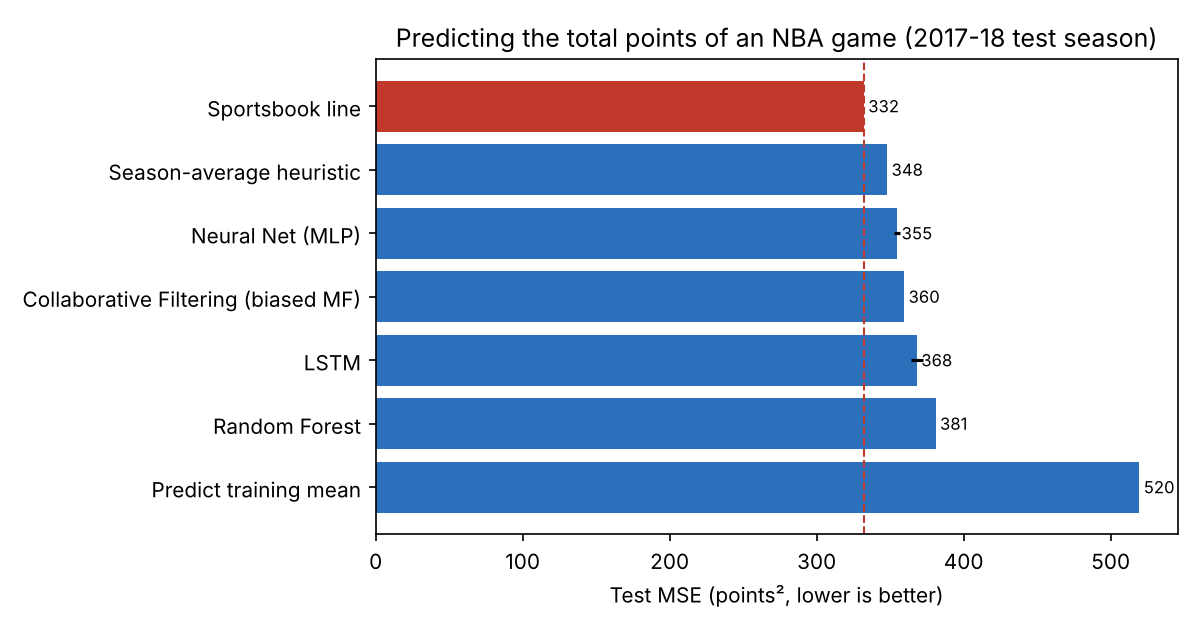 Predicting the total points of an NBA game (2017-18 test season)
Sportsbook line
332
Season-average heuristic
348
Neural Net (MLP)
355
Collaborative Filtering (biased MF)
360
LSTM
368
Random Forest
381
Predict training mean
520
0 100 200 300 400 500
Test MSE (points², lower is better)